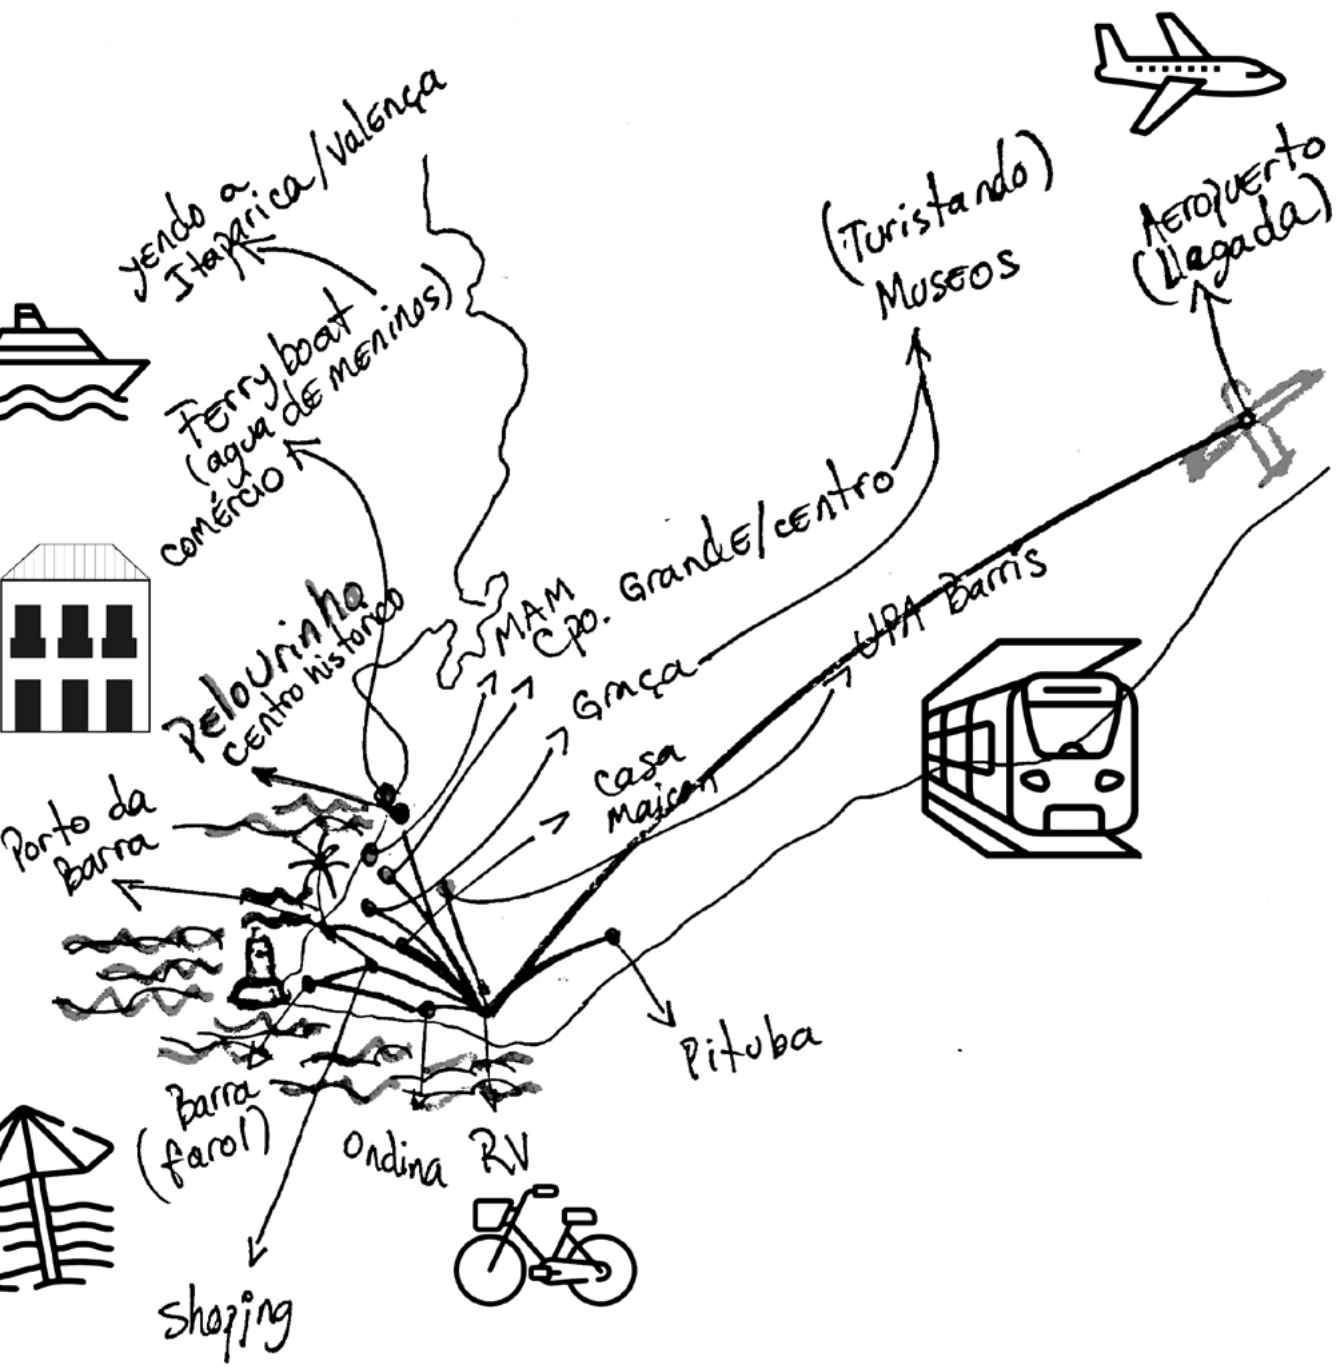 yendo a
Itaparica/Valença
Ferry boat
(agua de meninos)
comércio
(Turistando)
Museos
Aeropuerto
(llegada)
Pelourinho
centro historico
MAM
Cpo. Grande/centro
Graça
UPA Barris
casa
Maison
Porto da
Barra
Pituba
Barra
(farol)
Ondina
RV
Shoping